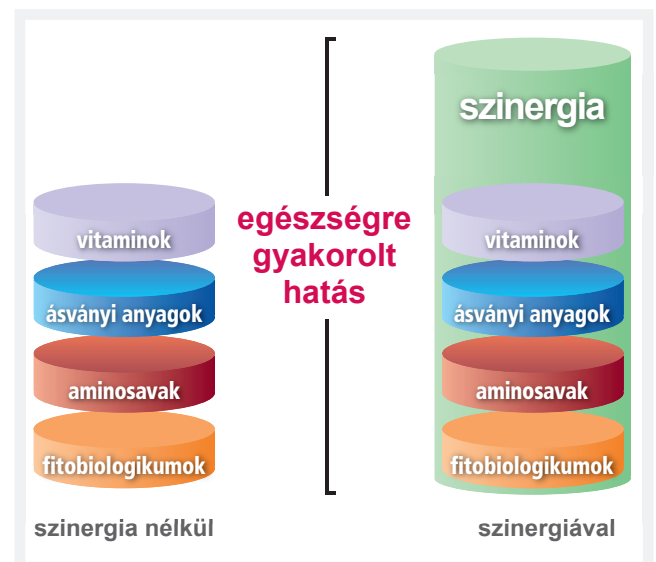 vitaminok
ásványi anyagok
aminosavak
fitobiologikumok
szinergia nélkül
egészségre
gyakorolt
hatás
szinergia
vitaminok
ásványi anyagok
aminosavak
fitobiologikumok
szinergiával